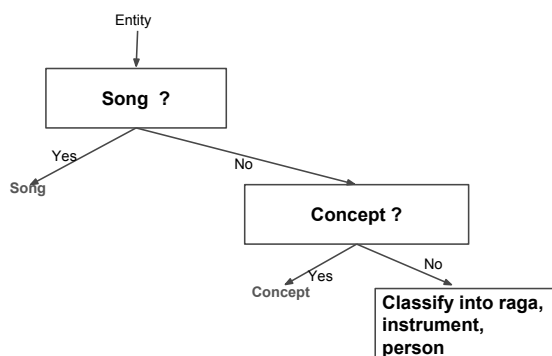 Entity
Song ?
Yes
No
Song
Concept ?
Yes
No
Concept
Classify into raga,
instrument,
person